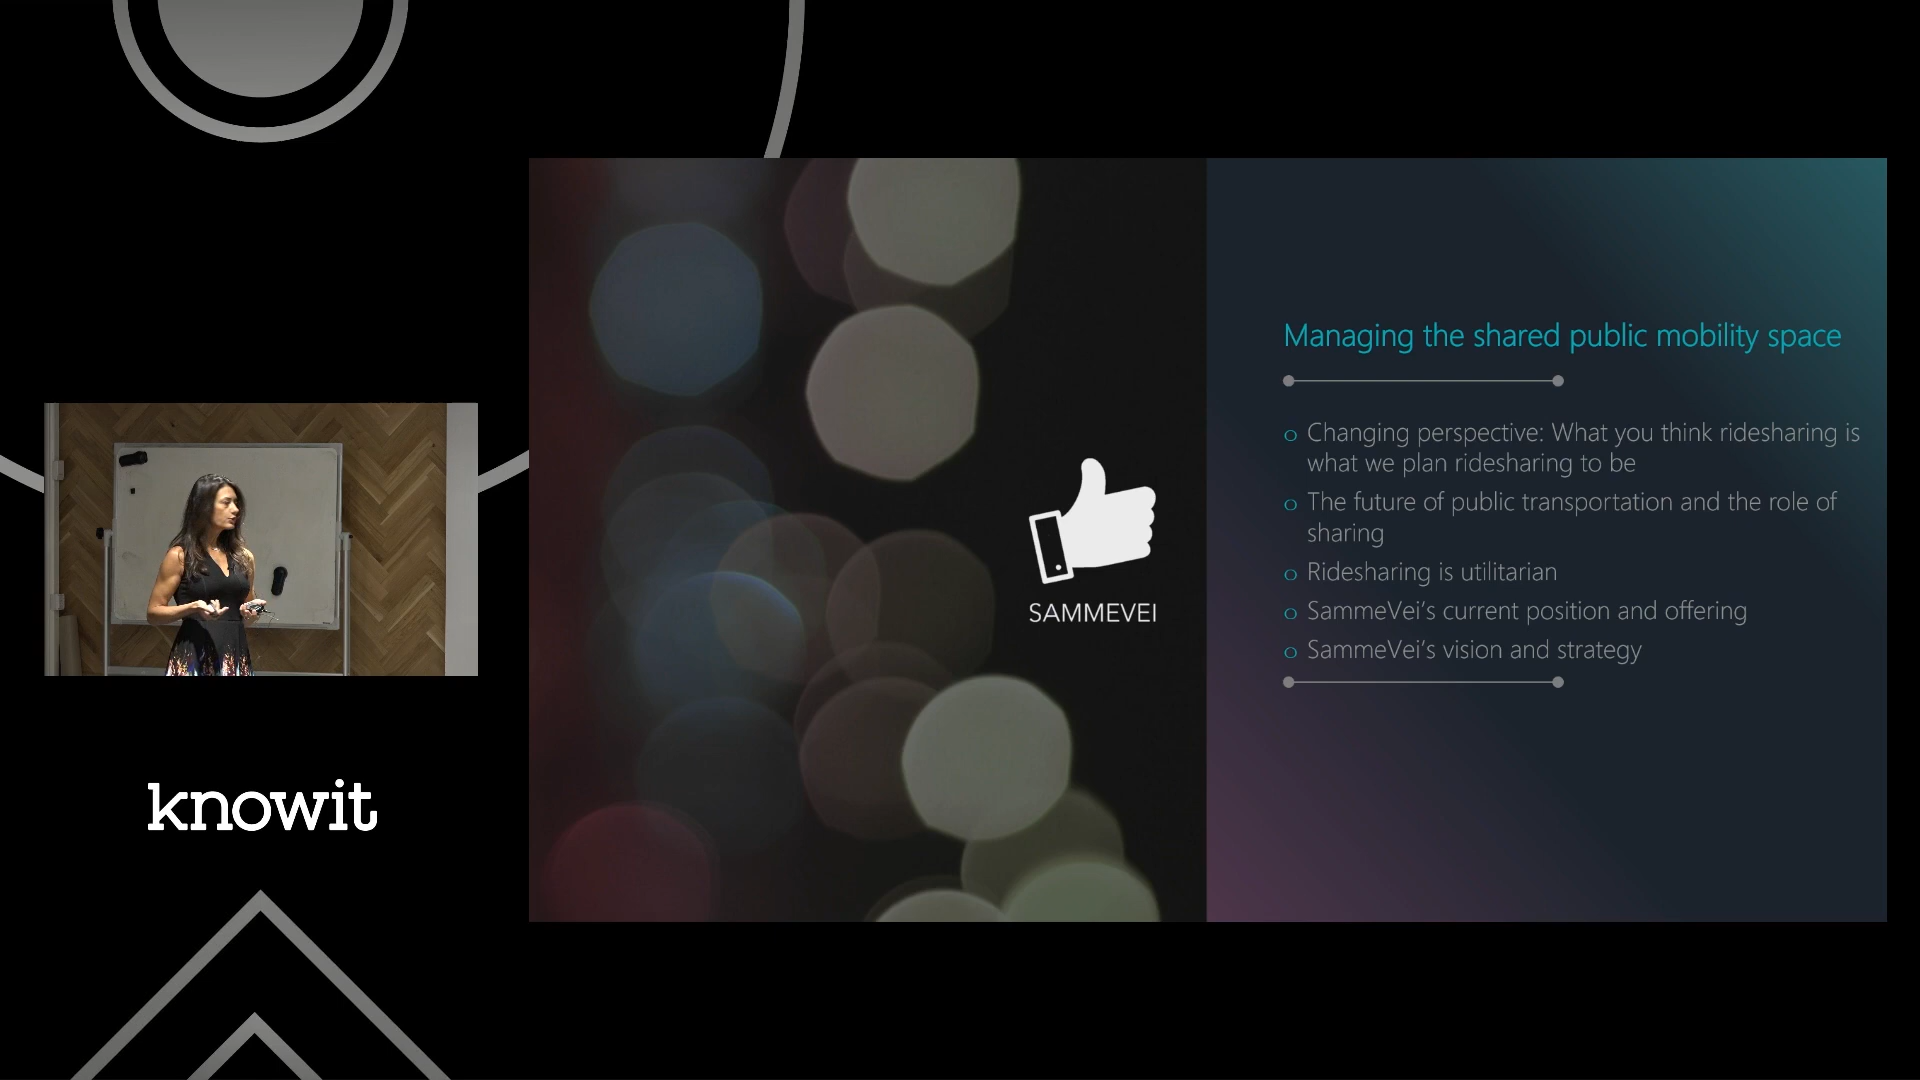 knowit
SAMMEVEI
Managing the shared public mobility space
o Changing perspective: What you think ridesharing is
what we plan ridesharing to be
o The future of public transportation and the role of
sharing
o Ridesharing is utilitarian
o SammeVei's current position and offering
o SammeVei's vision and strategy